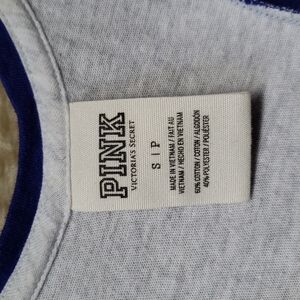 PINK
VICTORIA'S SECRET
S | P
MADE IN VIETNAM / FAIT AU
VIETNAM / HECHO EN VIETNAM
60% COTTON / COTON / ALGODÓN
40% POLYESTER / POLIÉSTER